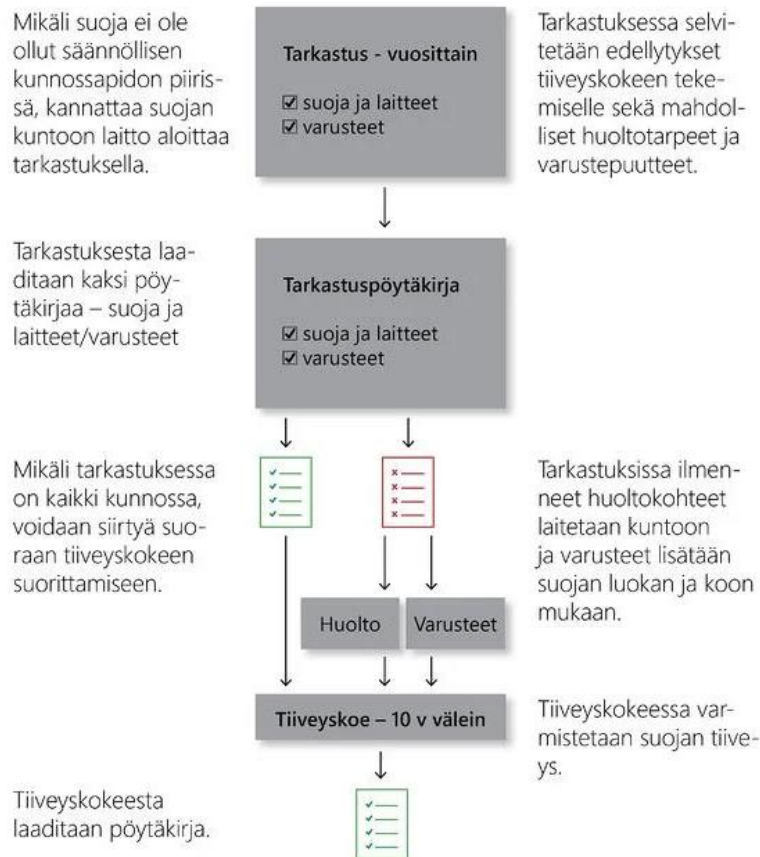 Mikäli suoja ei ole
ollut säännöllisen
kunnossapidon piiris-
sä, kannattaa suojan
kuntoon laitto aloittaa
tarkastuksella.
Tarkastus - vuosittain
☑ suoja ja laitteet
☑ varusteet
Tarkastuksessa selvi-
tetään edellytykset
tiiveyskokeen teke-
miselle sekä mahdol-
liset huoltotarpeet ja
varustepuutteet.
Tarkastuksesta laa-
ditaan kaksi pöy-
täkirjaa – suoja ja
laitteet/varusteet
Tarkastuspöytäkirja
☑ suoja ja laitteet
☑ varusteet
Mikäli tarkastuksessa
on kaikki kunnossa,
voidaan siirtyä suo-
raan tiiveyskokeen
suorittamiseen.
Tarkastuksissa ilmen-
neet huoltokohteet
laitetaan kuntoon
ja varusteet lisätään
suojan luokan ja koon
mukaan.
Huolto
Varusteet
Tiiveyskoe – 10 v välein
Tiiveyskokeessa var-
mistetaan suojan tiive-
ys.
Tiiveyskokeesta
laaditaan pöytäkirja.